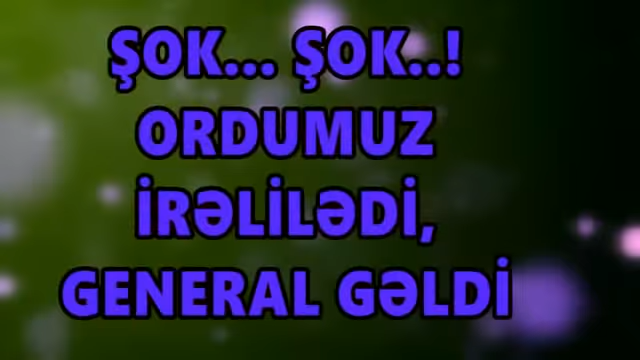 ŞOK... ŞOK..!
ORDUMUZ
İRƏLİLƏDİ,
GENERAL GƏLDİ